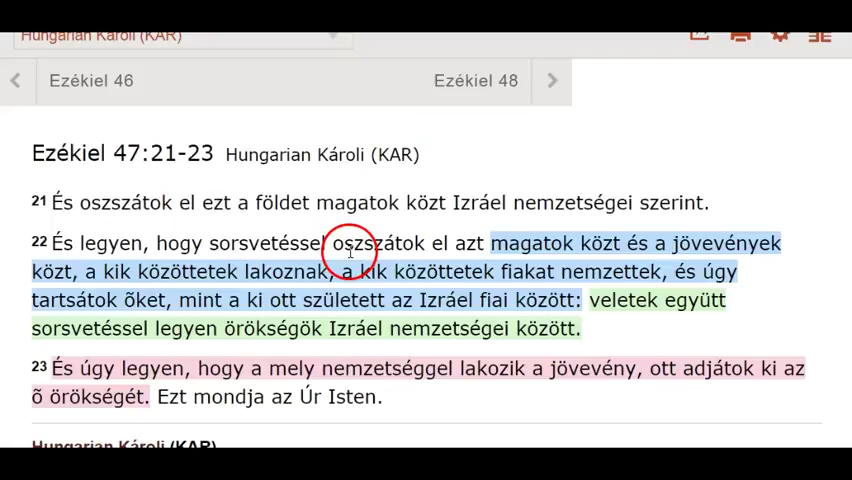 Hungarian Károli (KAR)
Ezékiel 46 Ezékiel 48
Ezékiel 47:21-23 Hungarian Károli (KAR)
21 És oszszátok el ezt a földet magatok közt Izráel nemzetségei szerint.
22 És legyen, hogy sorsvetéssel oszszátok el azt magatok közt és a jövevények
közt, a kik közöttetek lakoznak, a kik közöttetek fiakat nemzettek, és úgy
tartsátok õket, mint a ki ott született az Izráel fiai között: veletek együtt
sorsvetéssel legyen örökségök Izráel nemzetségei között.
23 És úgy legyen, hogy a mely nemzetséggel lakozik a jövevény, ott adjátok ki az
õ örökségét. Ezt mondja az Úr Isten.
Hungarian Károli (KAR)